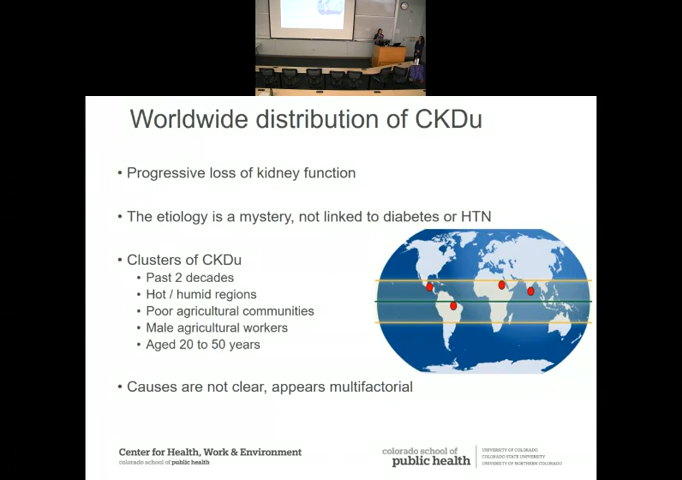 Worldwide distribution of CKDu
• Progressive loss of kidney function
• The etiology is a mystery, not linked to diabetes or HTN
• Clusters of CKDu
• Past 2 decades
• Hot / humid regions
• Poor agricultural communities
• Male agricultural workers
• Aged 20 to 50 years
• Causes are not clear, appears multifactorial
Center for Health, Work & Environment
colorado school of public health
colorado school of
public health
UNIVERSITY OF COLORADO
COLORADO STATE UNIVERSITY
UNIVERSITY OF NORTHERN COLORADO